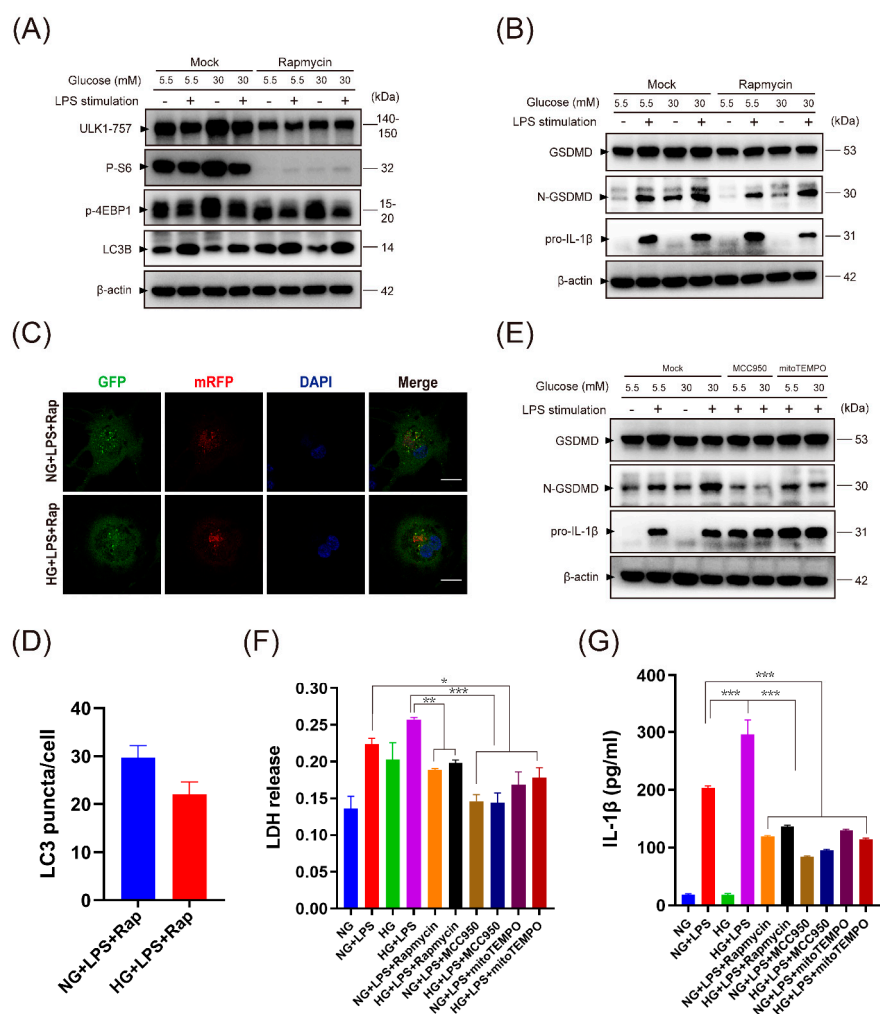 (A)
Mock Rapmycin
Glucose (mM) 5.5 5.5 30 30 5.5 5.5 30 30
LPS stimulation - + - + - + - + (kDa)
ULK1-757 140-
150
P-S6 32
p-4EBP1 15-
20
LC3B 14
β-actin 42
(B)
Mock Rapmycin
Glucose (mM) 5.5 5.5 30 30 5.5 5.5 30 30
LPS stimulation - + - + - + - + (kDa)
GSDMD 53
N-GSDMD 30
pro-IL-1β 31
β-actin 42
(C)
GFP mRFP DAPI Merge
NG+LPS+Rap
HG+LPS+Rap
(E)
Mock MCC950 mitoTEMPO
Glucose (mM) 5.5 5.5 30 30 5.5 30 5.5 30
LPS stimulation - + - + + + + + (kDa)
GSDMD 53
N-GSDMD 30
pro-IL-1β 31
β-actin 42
(D)
LC3 puncta/cell
40
30
20
10
0
NG+LPS+Rap
HG+LPS+Rap
(F)
LDH release
0.30
0.25
0.20
0.15
0.10
0.05
0.00
*
***
**
NG
NG+LPS
HG
HG+LPS
NG+LPS+Rapmycin
HG+LPS+Rapmycin
NG+LPS+MCC950
HG+LPS+MCC950
NG+LPS+mitoTEMPO
HG+LPS+mitoTEMPO
(G)
IL-1β (pg/ml)
400
300
200
100
0
***
*** ***
NG
NG+LPS
HG
HG+LPS
NG+LPS+Rapmycin
HG+LPS+Rapmycin
NG+LPS+MCC950
HG+LPS+MCC950
NG+LPS+mitoTEMPO
HG+LPS+mitoTEMPO